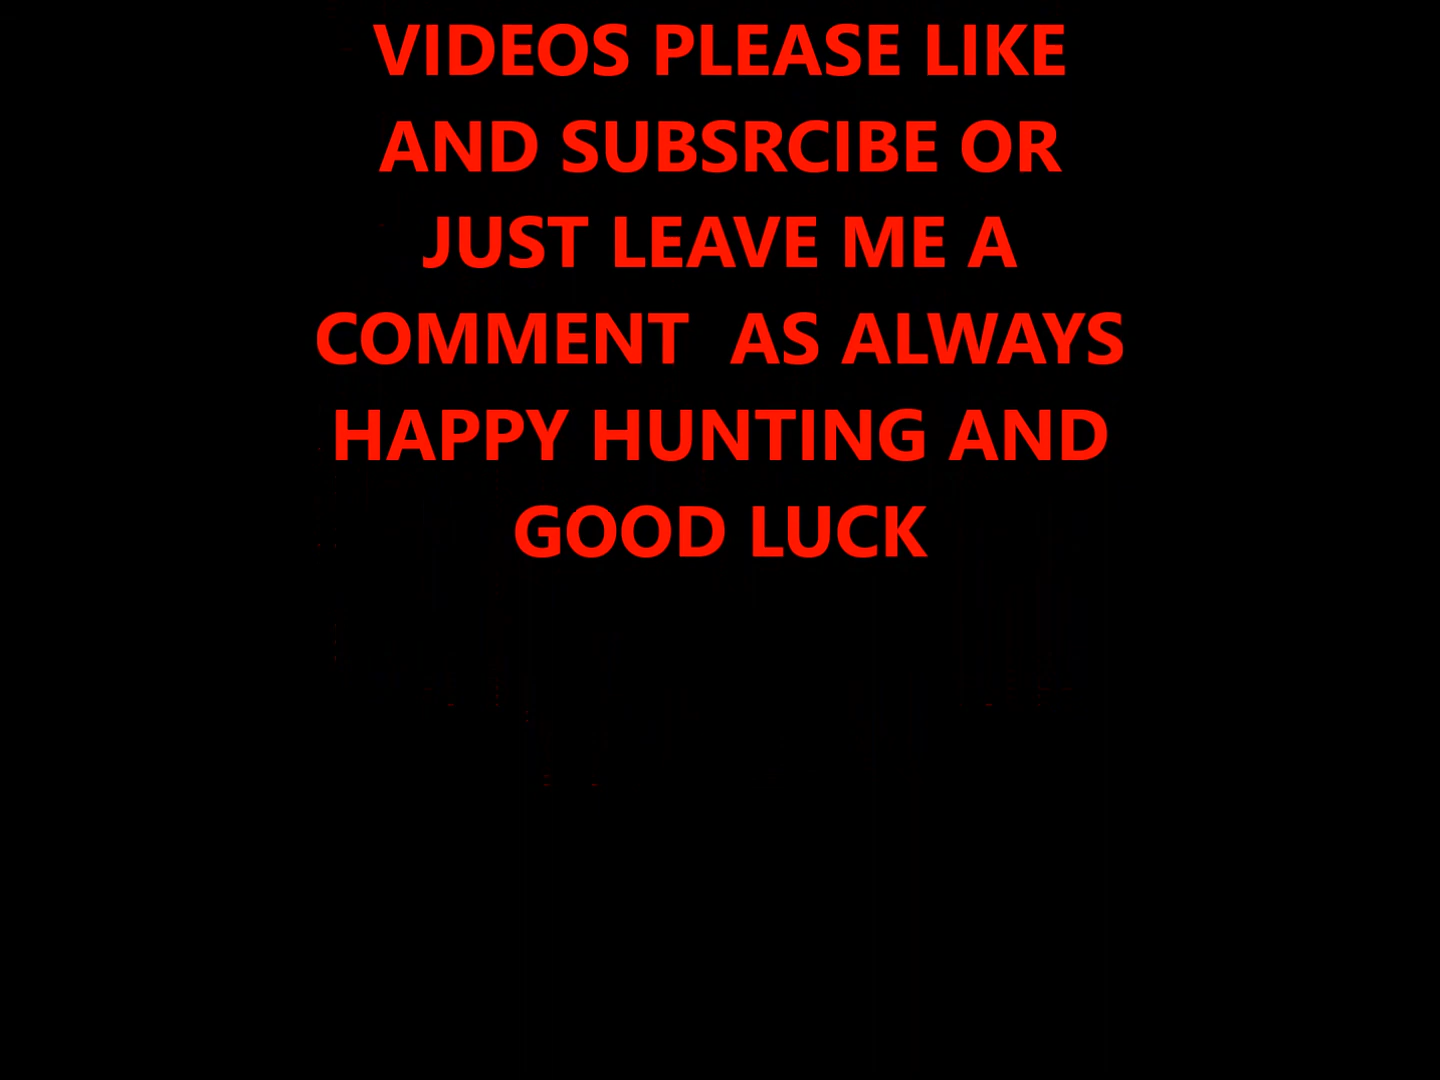 VIDEOS PLEASE LIKE
AND SUBSRCIBE OR
JUST LEAVE ME A
COMMENT  AS ALWAYS
HAPPY HUNTING AND
GOOD LUCK